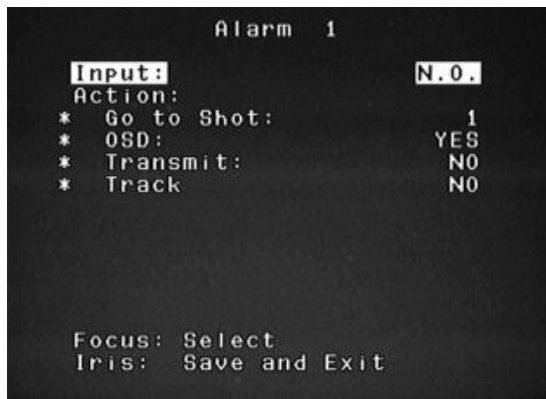 Alarm 1
Input: N.O.
Action:
* Go to Shot: 1
* OSD: YES
* Transmit: NO
* Track NO
Focus: Select
Iris: Save and Exit